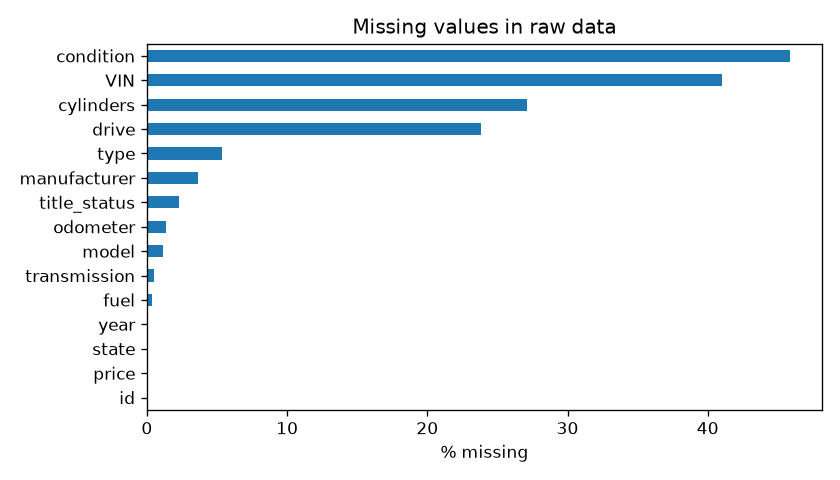 Missing values in raw data
condition
VIN
cylinders
drive
type
manufacturer
title_status
odometer
model
transmission
fuel
year
state
price
id
0 10 20 30 40
% missing